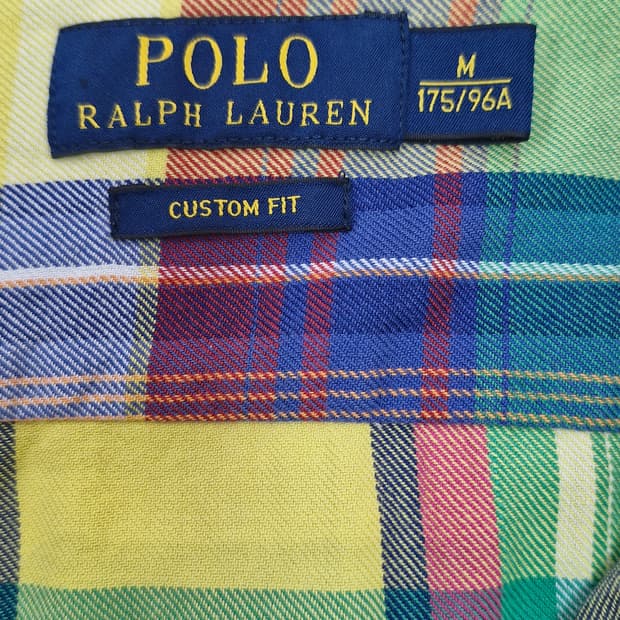 POLO
RALPH LAUREN
M
175/96A
CUSTOM FIT